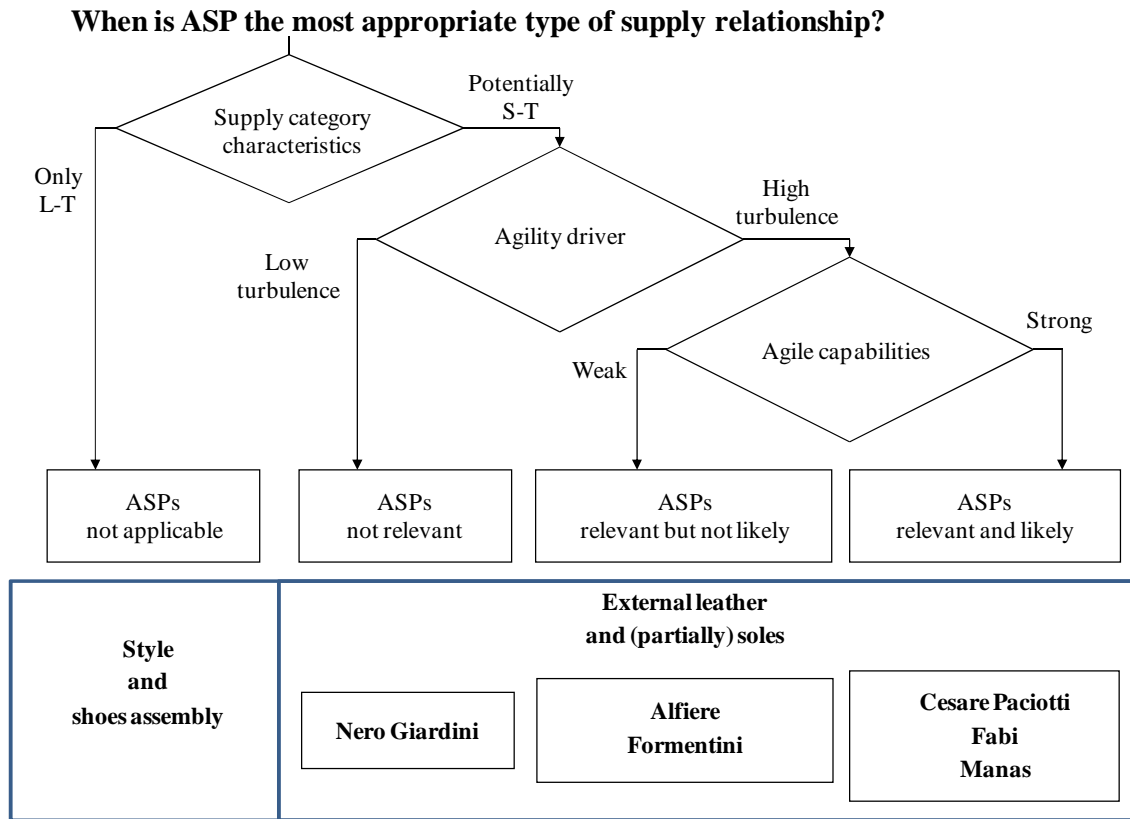 When is ASP the most appropriate type of supply relationship?
Supply category
characteristics
Potentially
S-T
Only
L-T
Agility driver
High
turbulence
Low
turbulence
Agile capabilities
Strong
Weak
ASPs
not applicable
ASPs
not relevant
ASPs
relevant but not likely
ASPs
relevant and likely
Style
and
shoes assembly
External leather
and (partially) soles
Nero Giardini
Alfiere
Formentini
Cesare Paciotti
Fabi
Manas